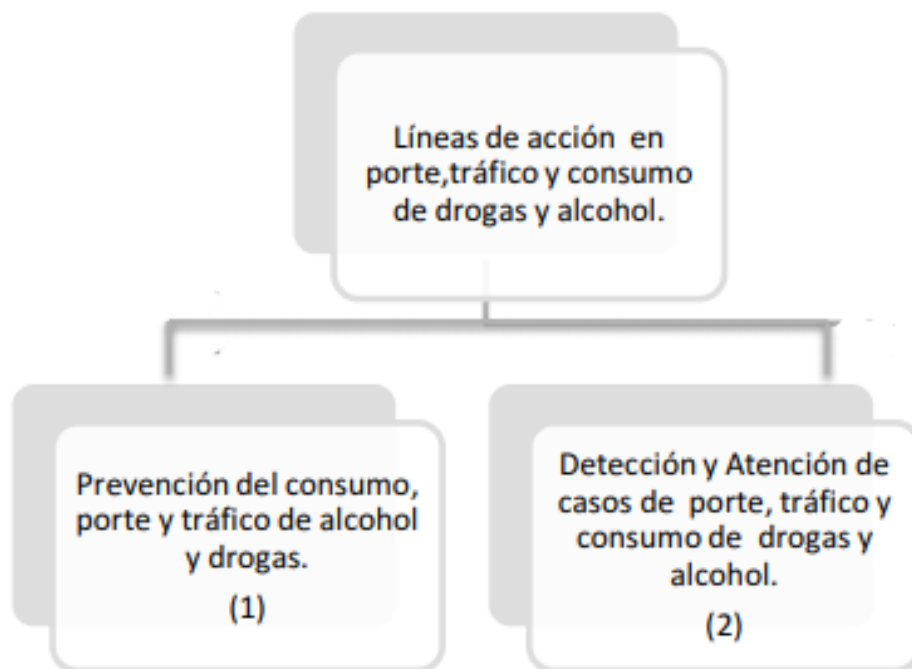 Líneas de acción en
porte,tráfico y consumo
de drogas y alcohol.
Prevención del consumo,
porte y tráfico de alcohol
y drogas.
(1)
Detección y Atención de
casos de porte, tráfico y
consumo de drogas y
alcohol.
(2)